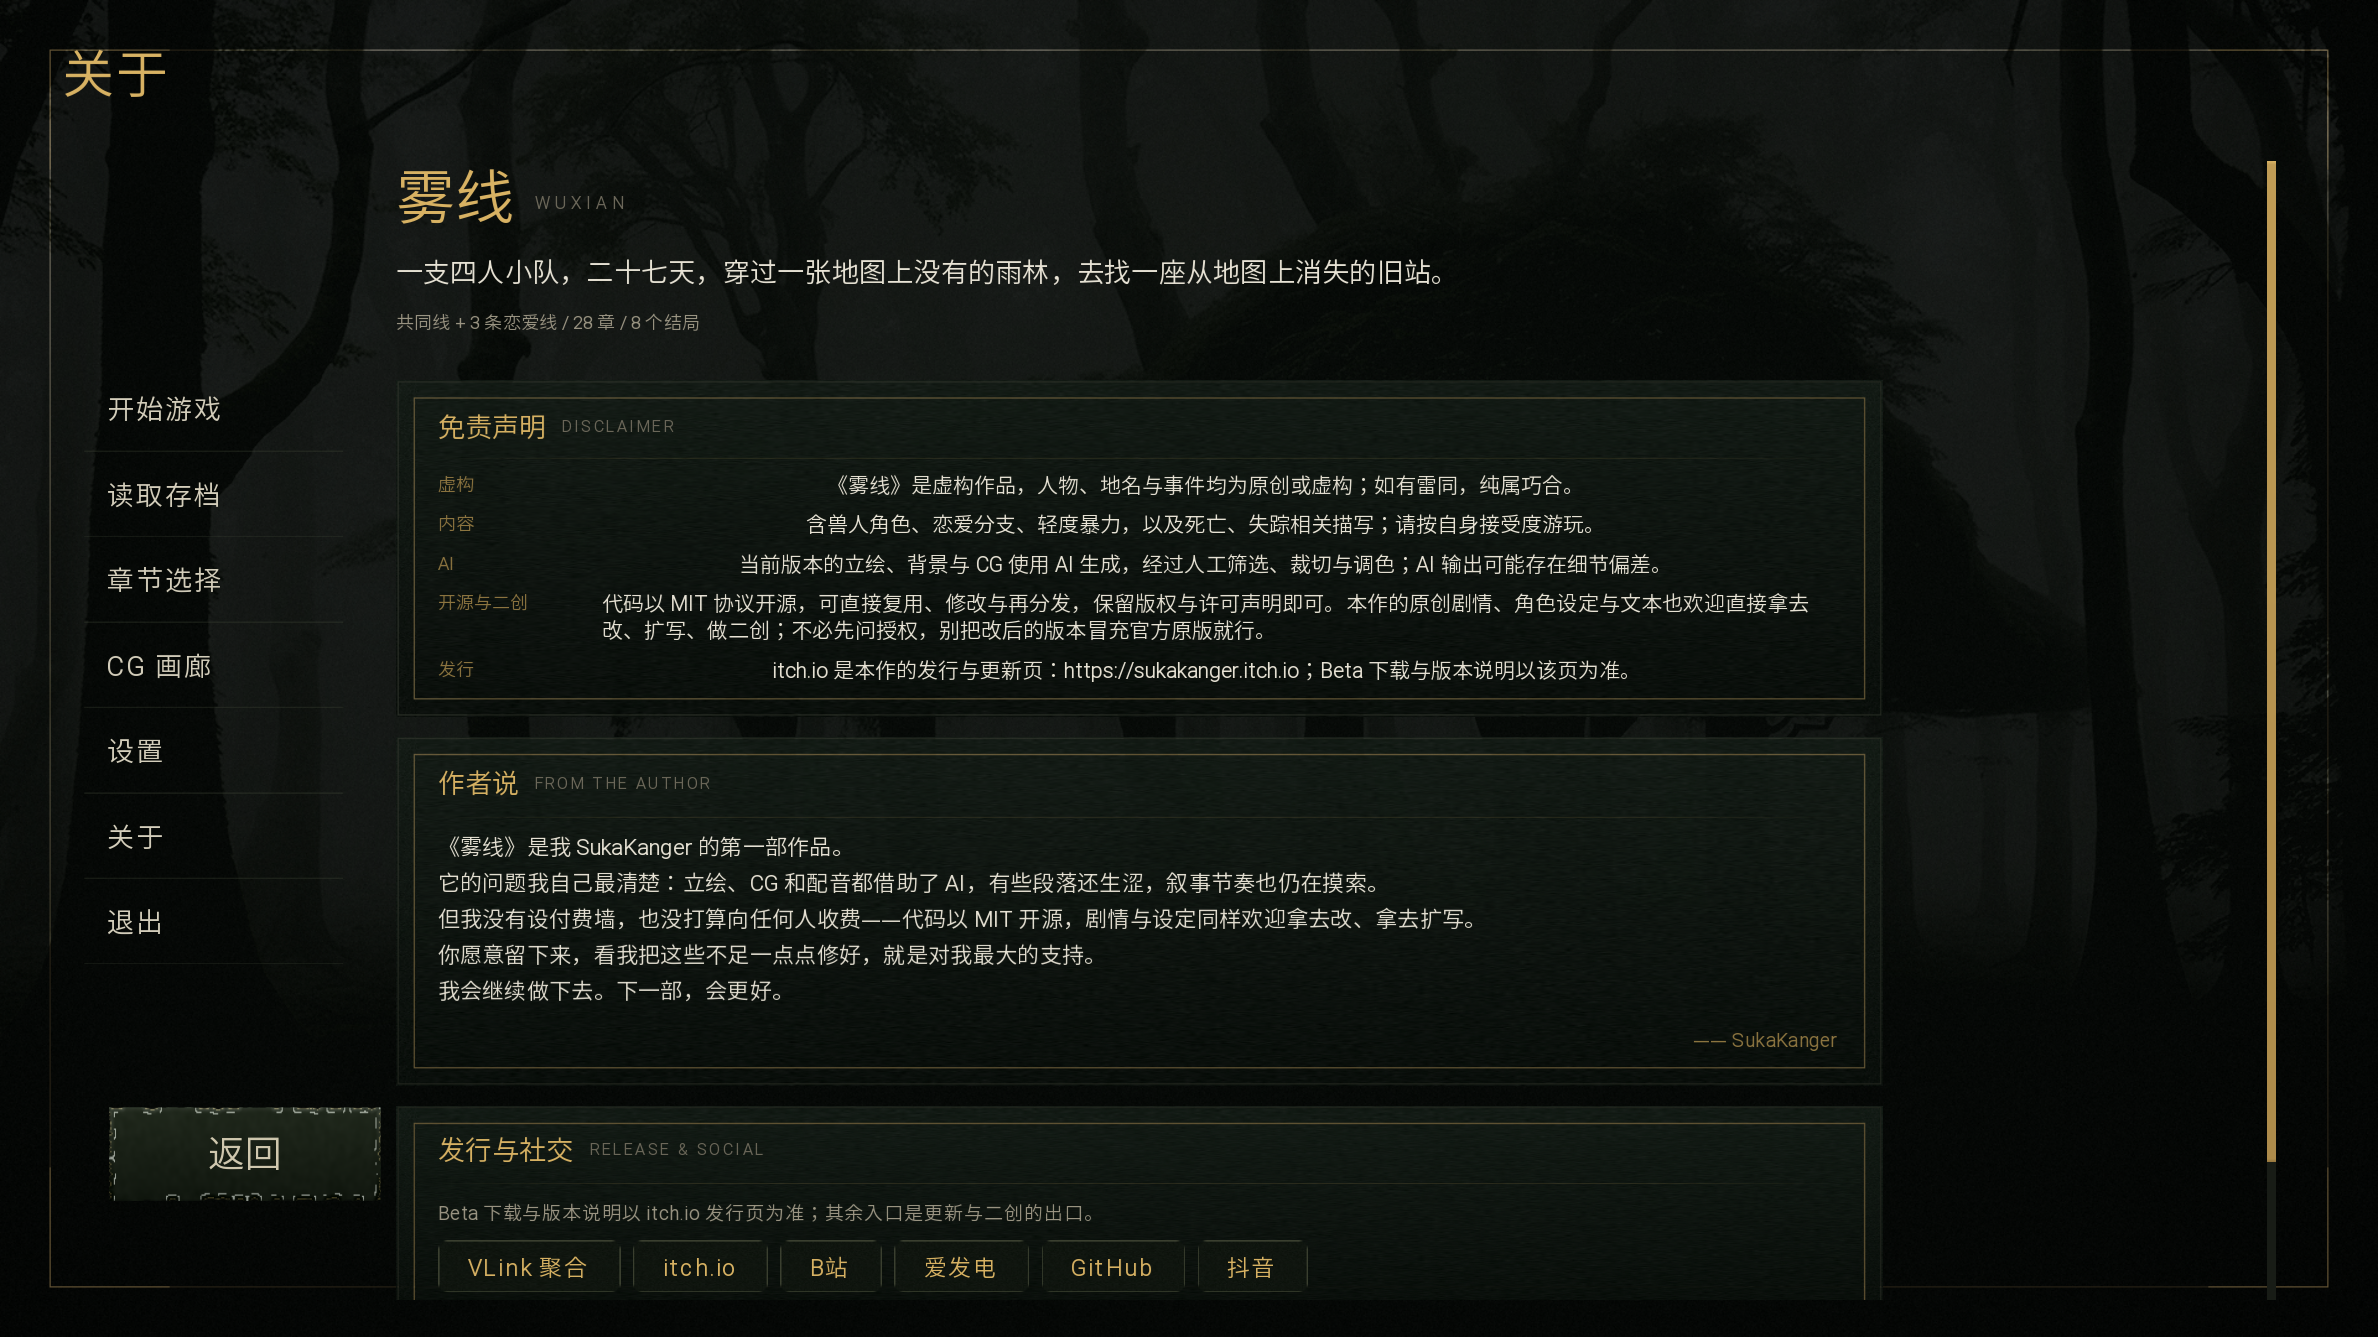 关于
雾线 WUXIAN
一支四人小队，二十七天，穿过一张地图上没有的雨林，去找一座从地图上消失的旧站。
共同线 + 3 条恋爱线 / 28 章 / 8 个结局
开始游戏
读取存档
章节选择
CG 画廊
设置
关于
退出
返回
免责声明 DISCLAIMER
虚构 《雾线》是虚构作品，人物、地名与事件均为原创或虚构；如有雷同，纯属巧合。
内容 含兽人角色、恋爱分支、轻度暴力，以及死亡、失踪相关描写；请按自身接受度游玩。
AI 当前版本的立绘、背景与 CG 使用 AI 生成，经过人工筛选、裁切与调色；AI 输出可能存在细节偏差。
开源与二创 代码以 MIT 协议开源，可直接复用、修改与再分发，保留版权与许可声明即可。本作的原创剧情、角色设定与文本也欢迎直接拿去
改、扩写、做二创；不必先问授权，别把改后的版本冒充官方原版就行。
发行 itch.io 是本作的发行与更新页：https://sukakanger.itch.io；Beta 下载与版本说明以该页为准。
作者说 FROM THE AUTHOR
《雾线》是我 SukaKanger 的第一部作品。
它的问题我自己最清楚：立绘、CG 和配音都借助了 AI，有些段落还生涩，叙事节奏也仍在摸索。
但我没有设付费墙，也没打算向任何人收费——代码以 MIT 开源，剧情与设定同样欢迎拿去改、拿去扩写。
你愿意留下来，看我把这些不足一点点修好，就是对我最大的支持。
我会继续做下去。下一部，会更好。
—— SukaKanger
发行与社交 RELEASE & SOCIAL
Beta 下载与版本说明以 itch.io 发行页为准；其余入口是更新与二创的出口。
VLink 聚合 itch.io B站 爱发电 GitHub 抖音